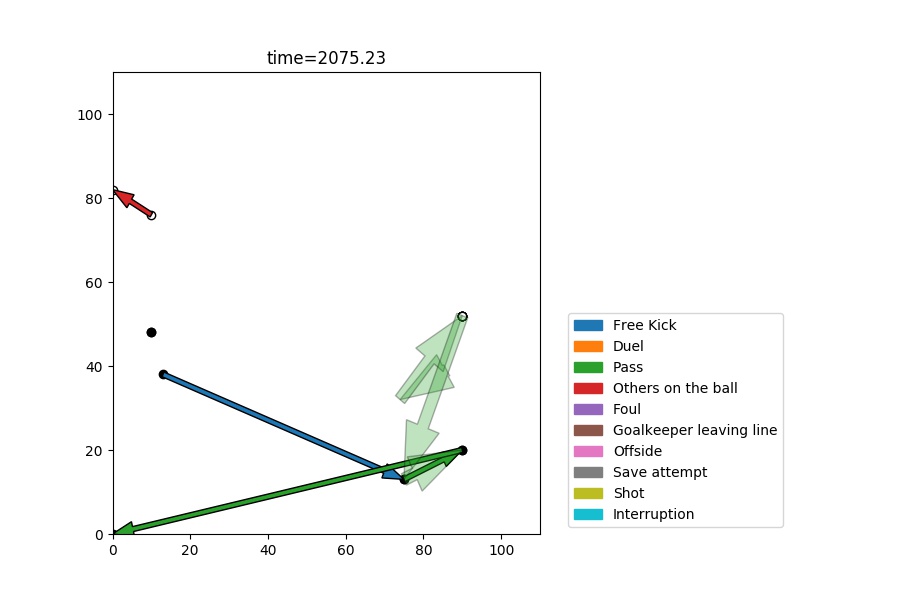 time=2075.23
100
80
60
40
20
0
0 20 40 60 80 100
Free Kick
Duel
Pass
Others on the ball
Foul
Goalkeeper leaving line
Offside
Save attempt
Shot
Interruption